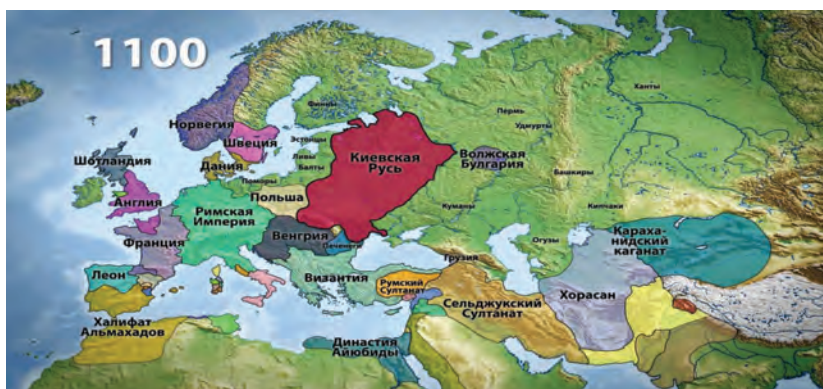 1100
Ханты
Финны
Пермь
Удмурты
Норвегия
Швеция
Эстонцы
Шотландия
Дания
Ливы
Балты
Киевская
Русь
Волжская
Булгария
Поморы
Башкиры
Англия
Польша
Римская
Империя
Куманы
Кипчаки
Франция
Венгрия
Печенеги
Огузы
Караха-
нидский
каганат
Грузия
Леон
Византия
Румский
Султанат
Сельджукский
Султанат
Хорасан
Халифат
Альмахадов
Династия
Айюбиды